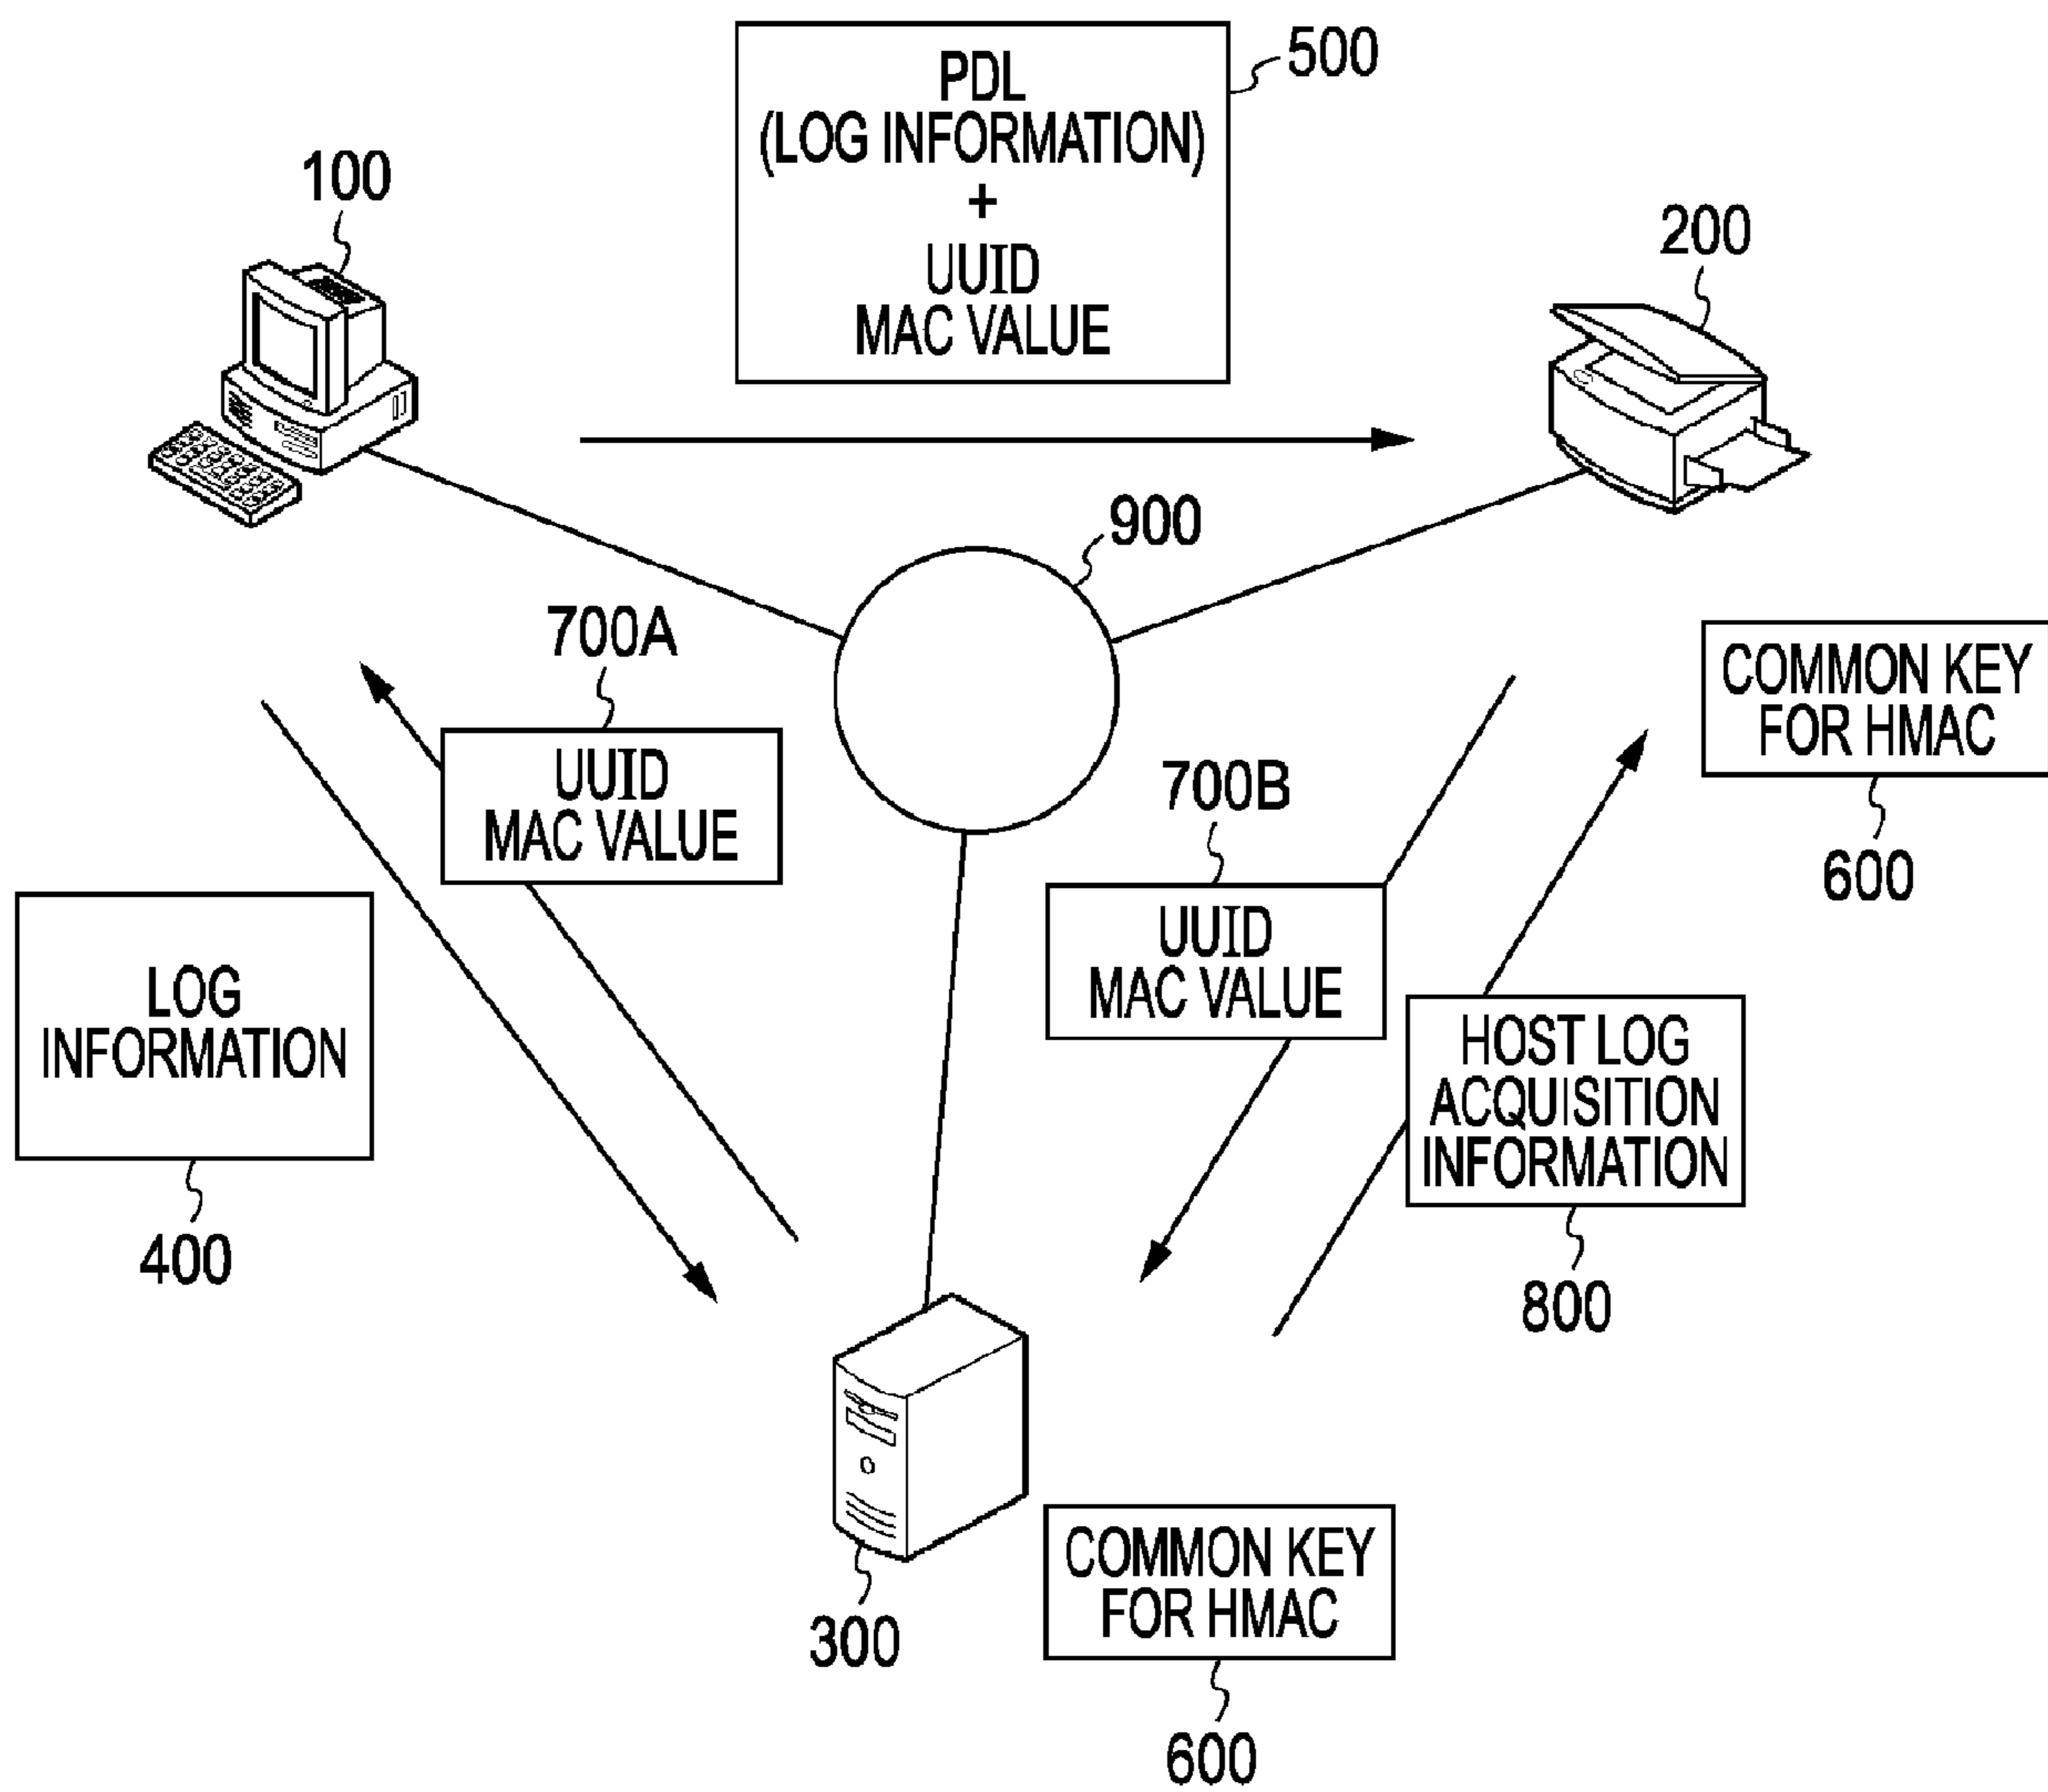 500
PDL
(LOG INFORMATION)
+
UUID
MAC VALUE
100
200
900
700A
UUID
MAC VALUE
COMMON KEY
FOR HMAC
600
700B
UUID
MAC VALUE
LOG
INFORMATION
400
HOST LOG
ACQUISITION
INFORMATION
800
300
COMMON KEY
FOR HMAC
600